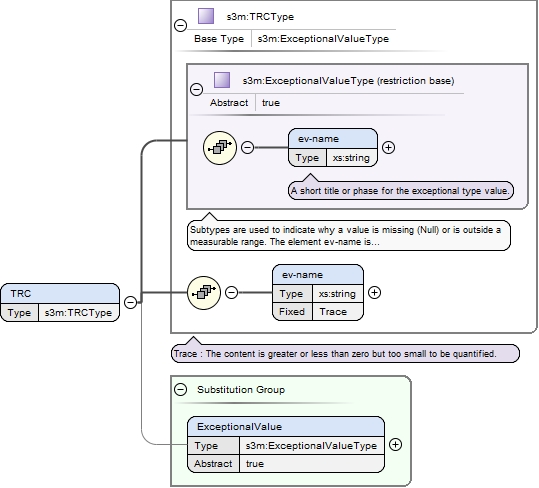 s3m:TRCType
Base Type s3m:ExceptionalValueType
s3m:ExceptionalValueType (restriction base)
Abstract true
ev-name
Type xs:string
A short title or phase for the exceptional type value.
Subtypes are used to indicate why a value is missing (Null) or is outside a
measurable range. The element ev-name is...
ev-name
Type xs:string
Fixed Trace
TRC
Type s3m:TRCType
Trace : The content is greater or less than zero but too small to be quantified.
Substitution Group
ExceptionalValue
Type s3m:ExceptionalValueType
Abstract true